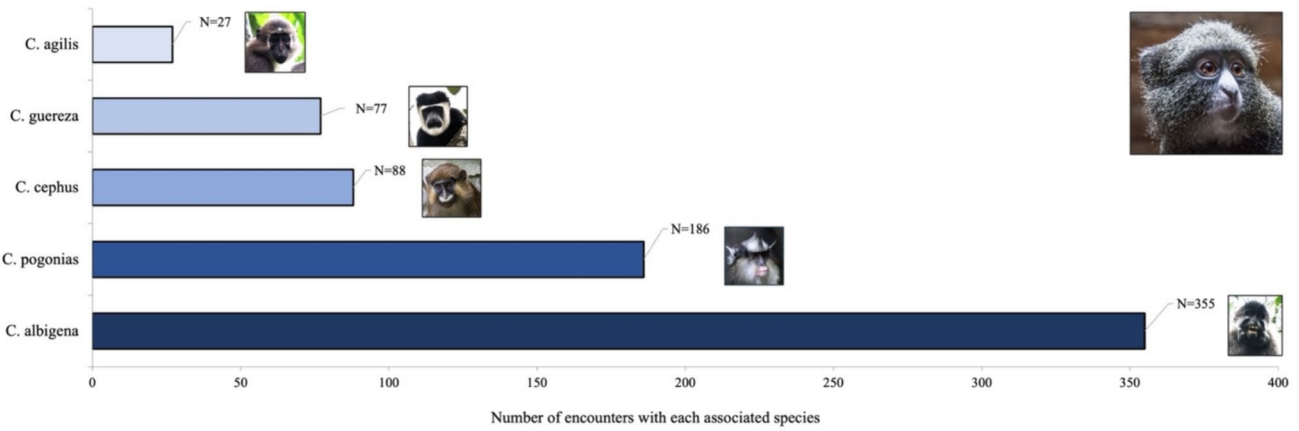 C. agilis
N=27
C. guereza
N=77
C. cephus
N=88
C. pogonias
N=186
C. albigena
N=355
0 50 100 150 200 250 300 350 400
Number of encounters with each associated species